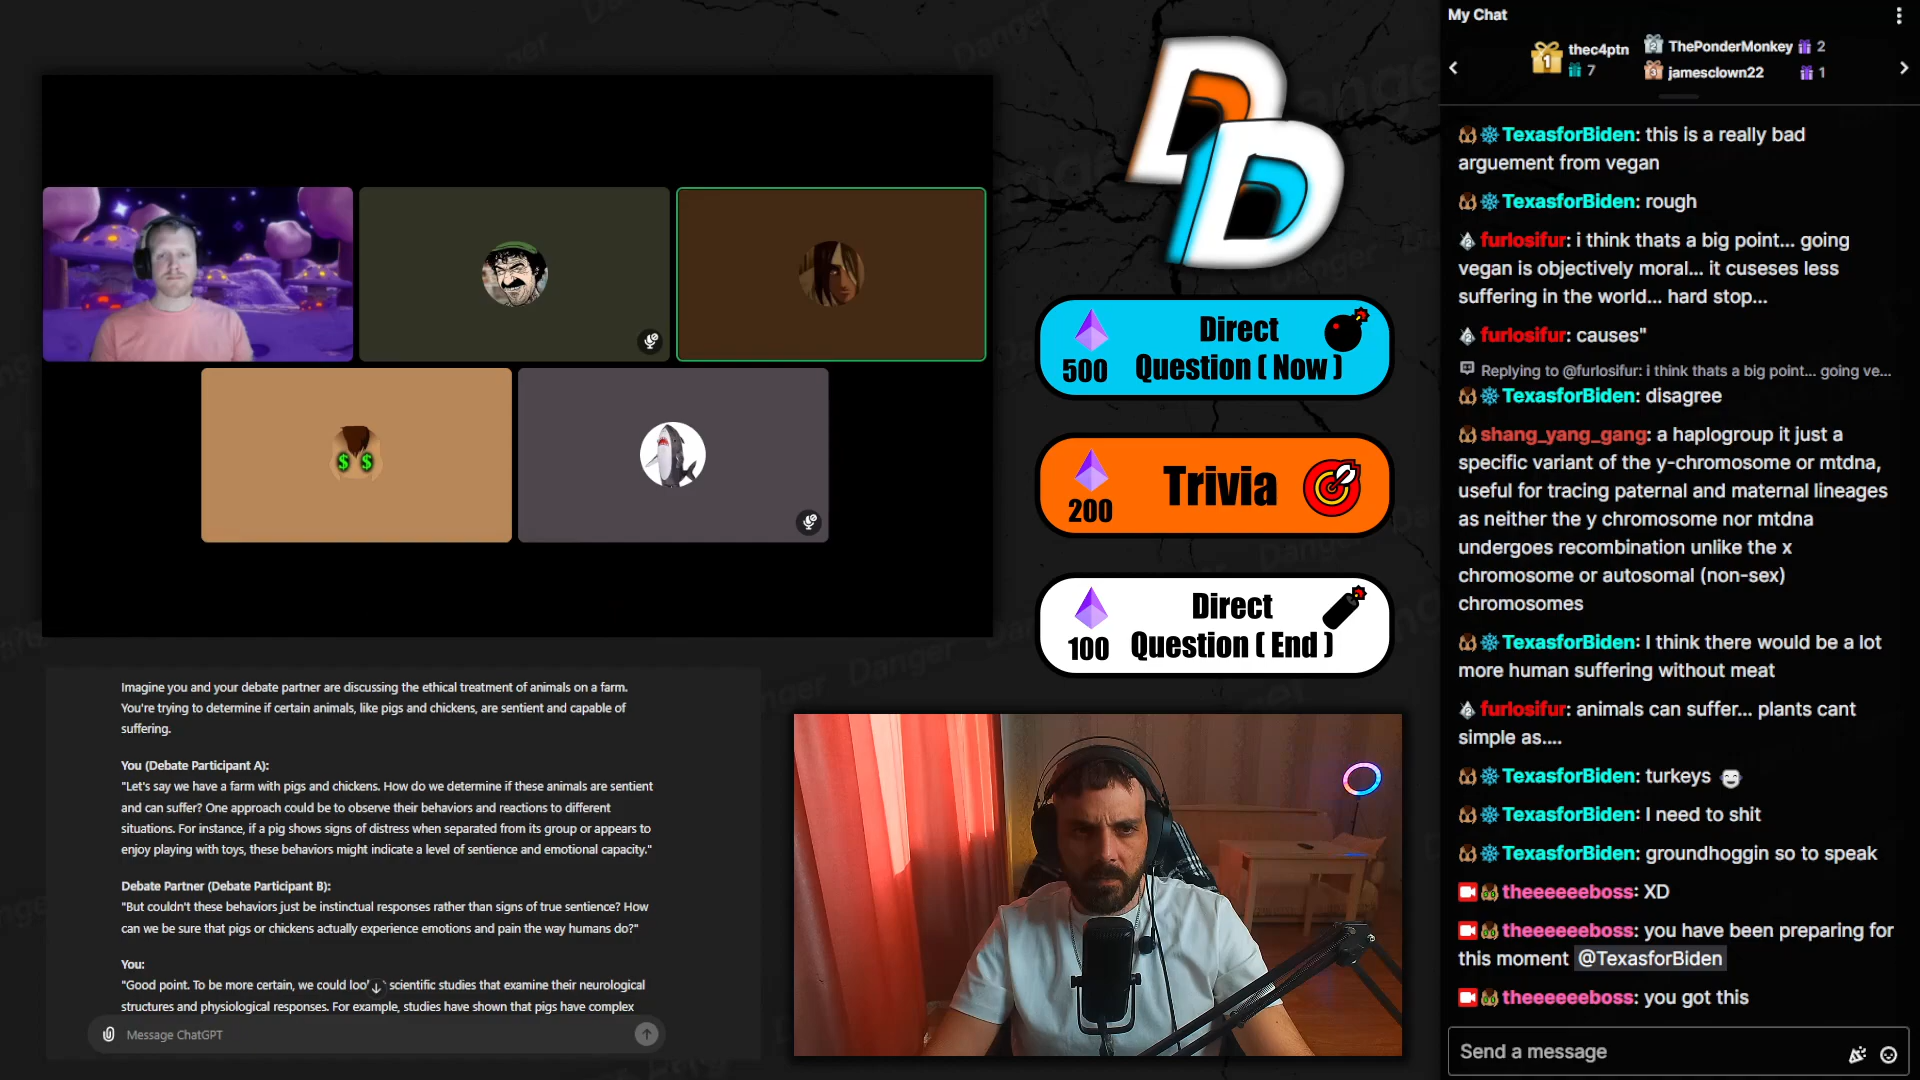 My Chat
thec4ptn
7
ThePonderMonkey 2
jamesclown22 1
TexasforBiden: this is a really bad
arguement from vegan
TexasforBiden: rough
furlosifur: i think thats a big point... going
vegan is objectively moral... it cuseses less
suffering in the world... hard stop...
furlosifur: causes"
Replying to @furlosifur: i think thats a big point... going ve...
TexasforBiden: disagree
shang_yang_gang: a haplogroup it just a
specific variant of the y-chromosome or mtdna,
useful for tracing paternal and maternal lineages
as neither the y chromosome nor mtdna
undergoes recombination unlike the x
chromosome or autosomal (non-sex)
chromosomes
TexasforBiden: I think there would be a lot
more human suffering without meat
furlosifur: animals can suffer... plants cant
simple as....
TexasforBiden: turkeys
TexasforBiden: I need to shit
TexasforBiden: groundhoggin so to speak
theeeeeeboss: XD
theeeeeeboss: you have been preparing for
this moment @TexasforBiden
theeeeeeboss: you got this
Send a message
DD
500
Direct
Question ( Now )
200
Trivia
100
Direct
Question ( End )
Imagine you and your debate partner are discussing the ethical treatment of animals on a farm.
You're trying to determine if certain animals, like pigs and chickens, are sentient and capable of
suffering.
You (Debate Participant A):
"Let's say we have a farm with pigs and chickens. How do we determine if these animals are sentient
and can suffer? One approach could be to observe their behaviors and reactions to different
situations. For instance, if a pig shows signs of distress when separated from its group or appears to
enjoy playing with toys, these behaviors might indicate a level of sentience and emotional capacity."
Debate Partner (Debate Participant B):
"But couldn't these behaviors just be instinctual responses rather than signs of true sentience? How
can we be sure that pigs or chickens actually experience emotions and pain the way humans do?"
You:
"Good point. To be more certain, we could scientific studies that examine their neurological
structures and physiological responses. For example, studies have shown that pigs have complex
Message ChatGPT